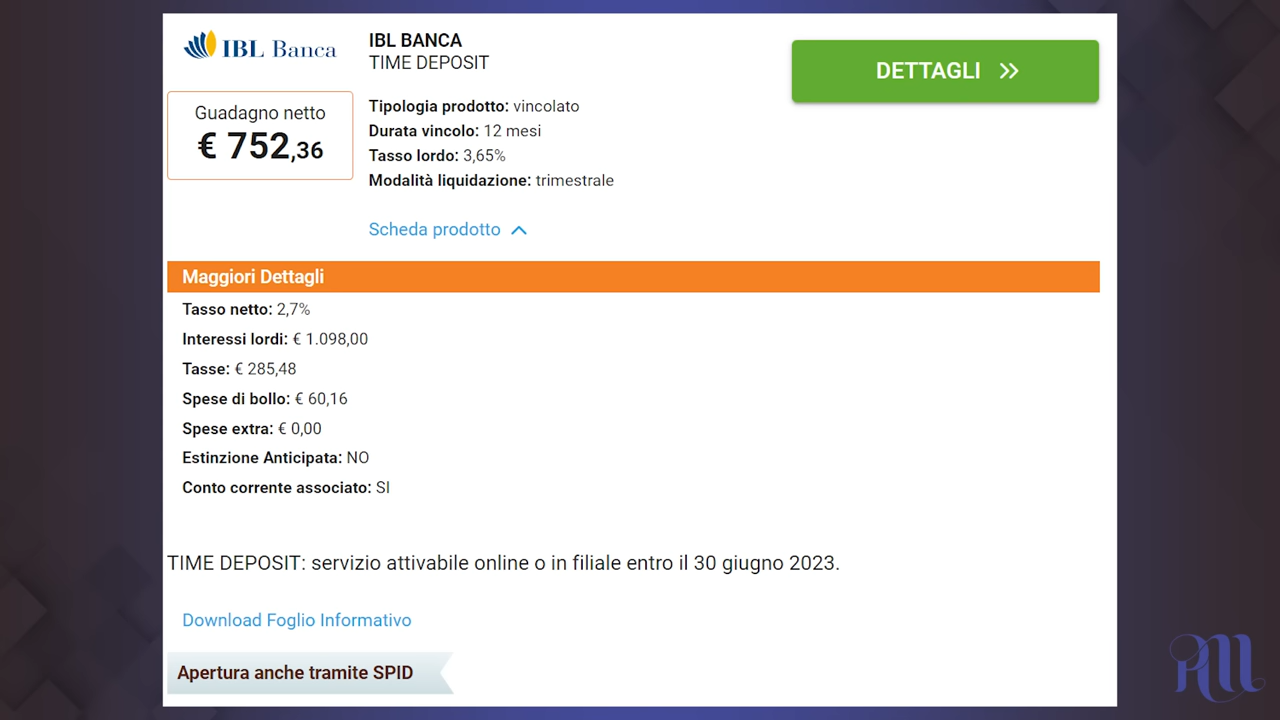 IBL Banca
IBL BANCA
TIME DEPOSIT
DETTAGLI
Guadagno netto
€ 752,36
Tipologia prodotto: vincolato
Durata vincolo: 12 mesi
Tasso lordo: 3,65%
Modalità liquidazione: trimestrale
Scheda prodotto
Maggiori Dettagli
Tasso netto: 2,7%
Interessi lordi: € 1.098,00
Tasse: € 285,48
Spese di bollo: € 60,16
Spese extra: € 0,00
Estinzione Anticipata: NO
Conto corrente associato: SI
TIME DEPOSIT: servizio attivabile online o in filiale entro il 30 giugno 2023.
Download Foglio Informativo
Apertura anche tramite SPID